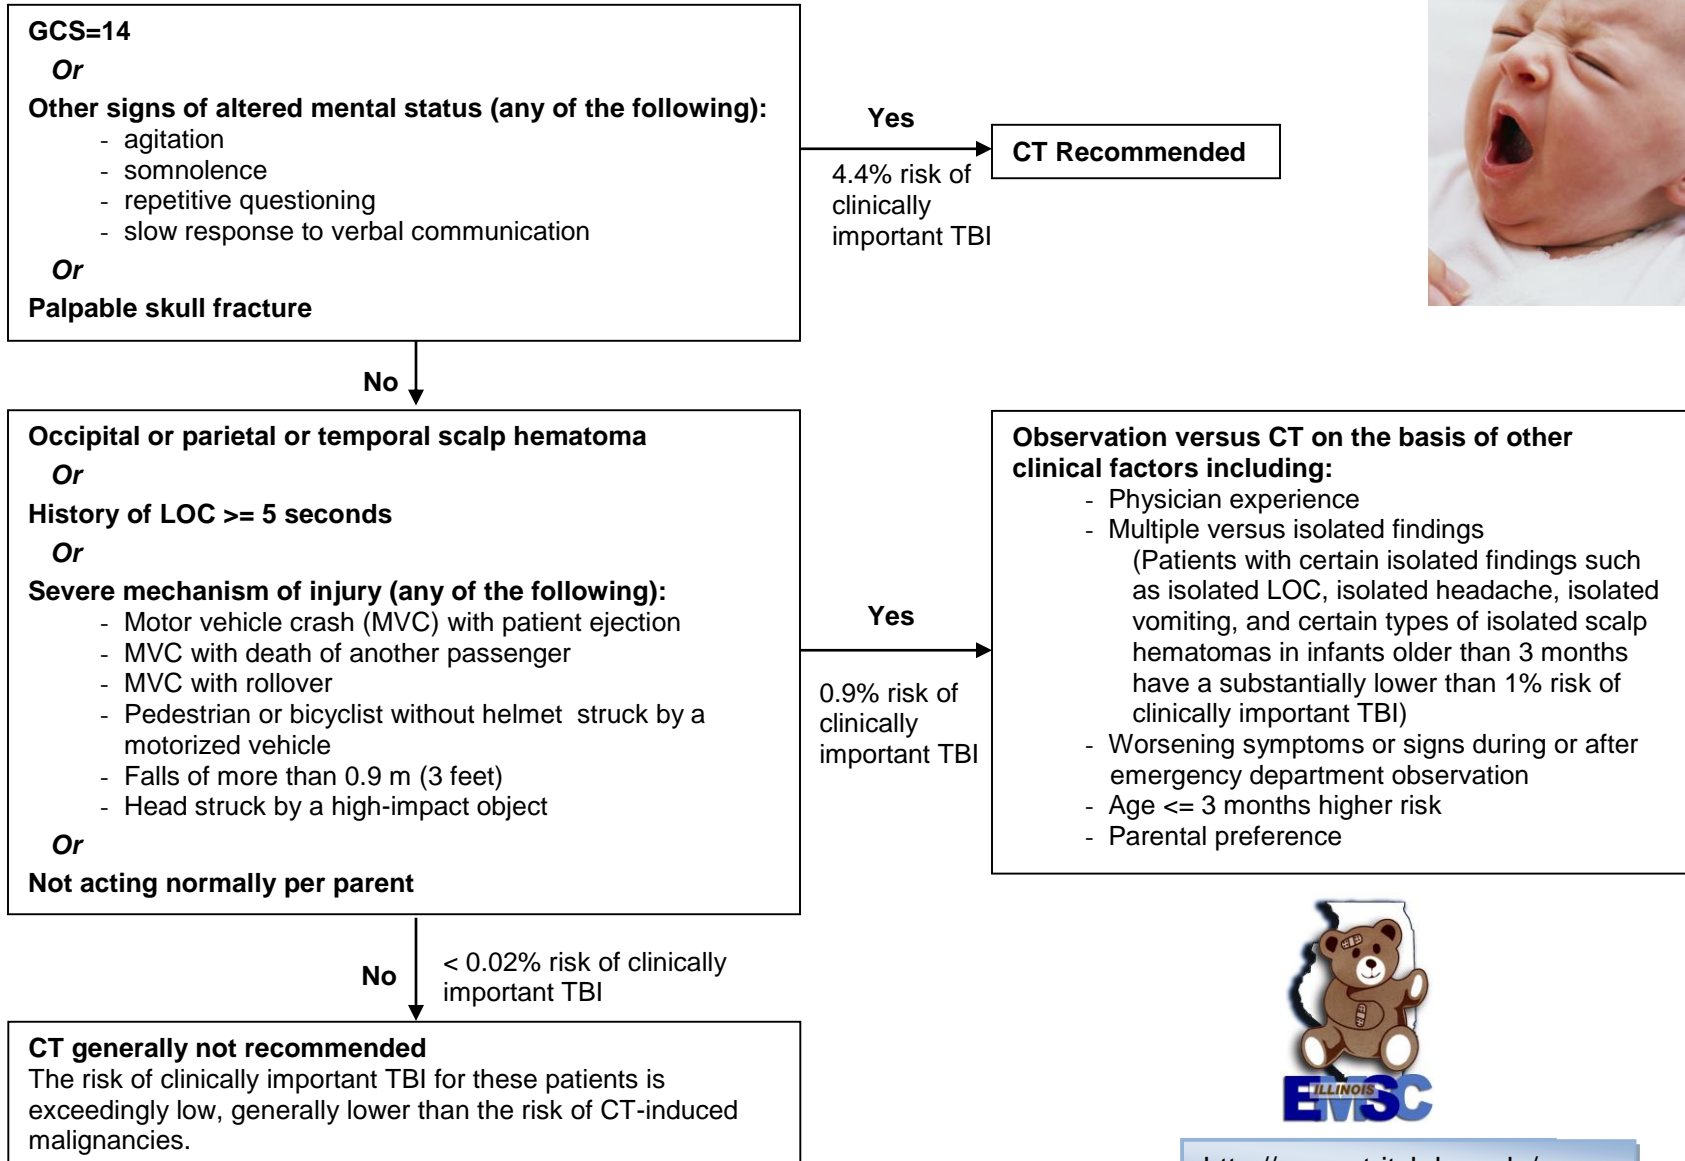 GCS=14
Or
Other signs of altered mental status (any of the following):
- agitation
- somnolence
- repetitive questioning
- slow response to verbal communication
Or
Palpable skull fracture
Yes
4.4% risk of
clinically
important TBI
CT Recommended
No
Occipital or parietal or temporal scalp hematoma
Or
History of LOC >= 5 seconds
Or
Severe mechanism of injury (any of the following):
- Motor vehicle crash (MVC) with patient ejection
- MVC with death of another passenger
- MVC with rollover
- Pedestrian or bicyclist without helmet struck by a
motorized vehicle
- Falls of more than 0.9 m (3 feet)
- Head struck by a high-impact object
Or
Not acting normally per parent
Yes
0.9% risk of
clinically
important TBI
Observation versus CT on the basis of other
clinical factors including:
- Physician experience
- Multiple versus isolated findings
(Patients with certain isolated findings such
as isolated LOC, isolated headache, isolated
vomiting, and certain types of isolated scalp
hematomas in infants older than 3 months
have a substantially lower than 1% risk of
clinically important TBI)
- Worsening symptoms or signs during or after
emergency department observation
- Age <= 3 months higher risk
- Parental preference
No
< 0.02% risk of clinically
important TBI
CT generally not recommended
The risk of clinically important TBI for these patients is
exceedingly low, generally lower than the risk of CT-induced
malignancies.
ILLINOIS
EMSC